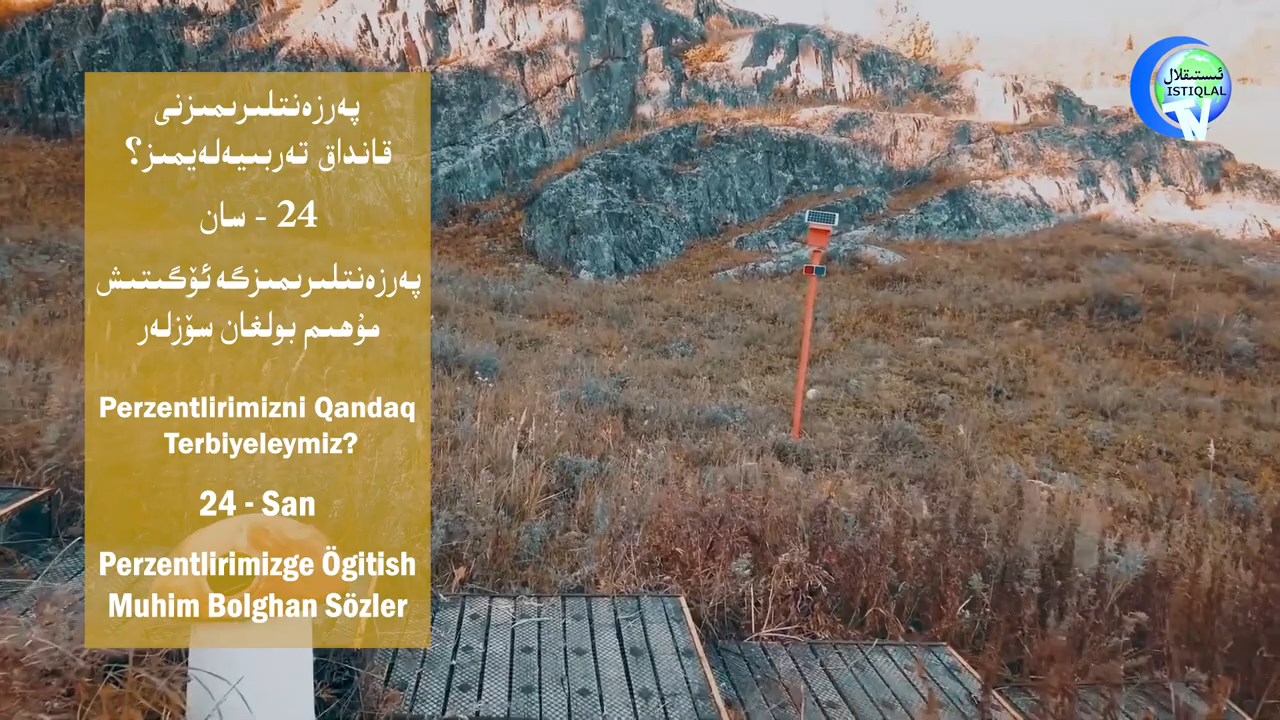 پەرزەنتلىرىمىزنى
قانداق تەربىيەلەيمىز؟
24 - سان
پەرزەنتلىرىمىزگە ئۆگىتىش
مۇھىم بولغان سۆزلەر
Perzentlirimizni Qandaq
Terbiyeleymiz?
24 - San
Perzentlirimizge Ögitish
Muhim Bolghan Sözler
ئىستىقلال
ISTIQLAL
TV